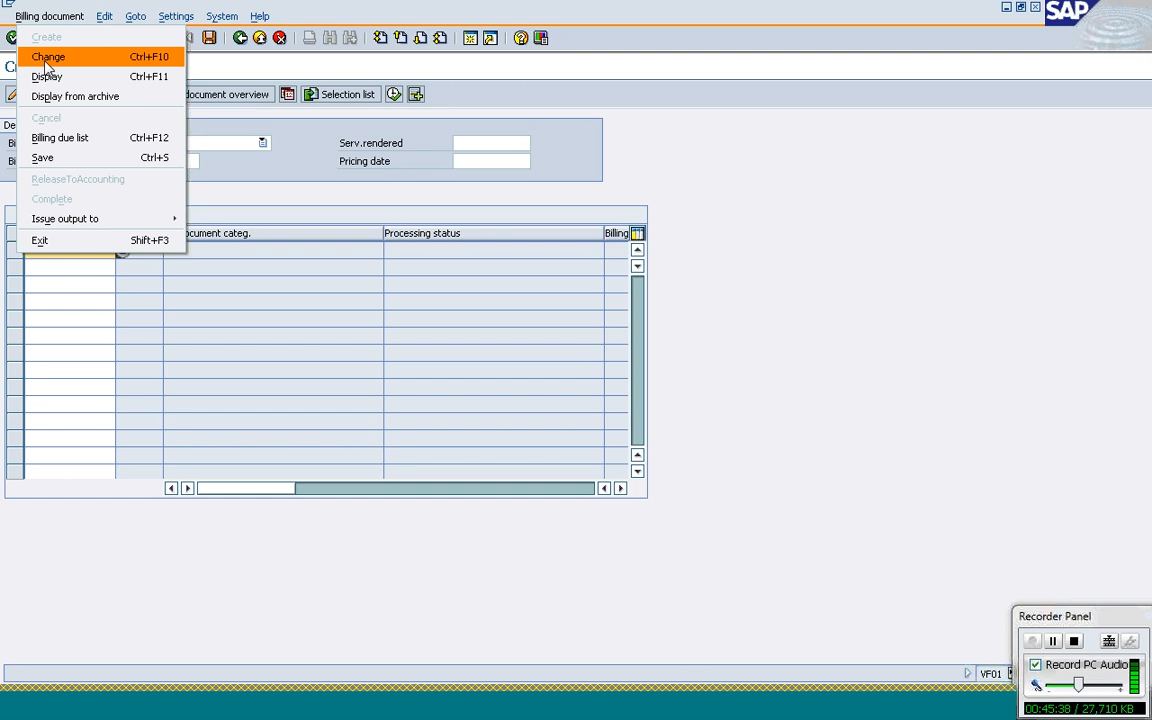 Billing document Edit Goto Settings System Help
SAP
Create
Change Ctrl+F10
Display Ctrl+F11
Display from archive
Cancel
Billing due list Ctrl+F12
Save Ctrl+S
ReleaseToAccounting
Complete
Issue output to
Exit Shift+F3
document overview Selection list
Serv.rendered
Pricing date
ocument categ. Processing status Billing
VF01
Recorder Panel
Record PC Audio
00:45:38 / 27,710 KB